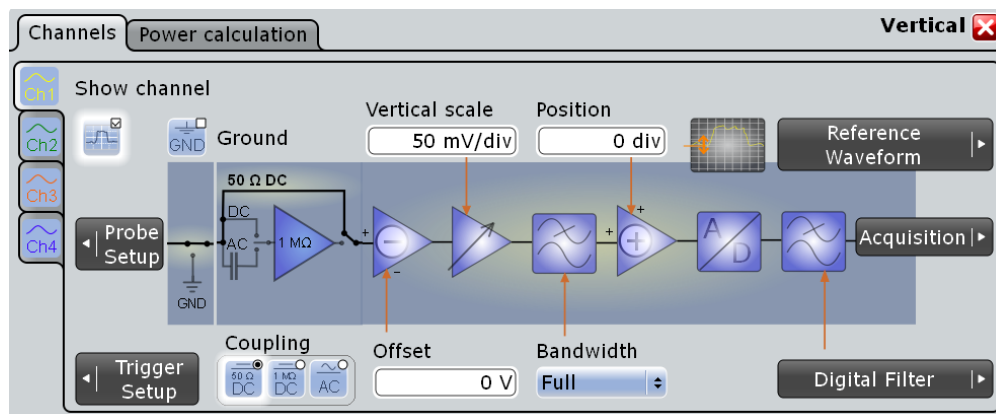 Channels
Power calculation
Vertical
Ch1
Show channel
Vertical scale
Position
Ch2
GND
Ground
50 mV/div
0 div
Reference
Waveform
Ch3
50 Ω DC
Ch4
Probe
Setup
DC
AC
1 MΩ
+
−
+
+
A
D
Acquisition
GND
Coupling
Offset
Bandwidth
Trigger
Setup
50 Ω
DC
1 MΩ
DC
AC
0 V
Full
Digital Filter